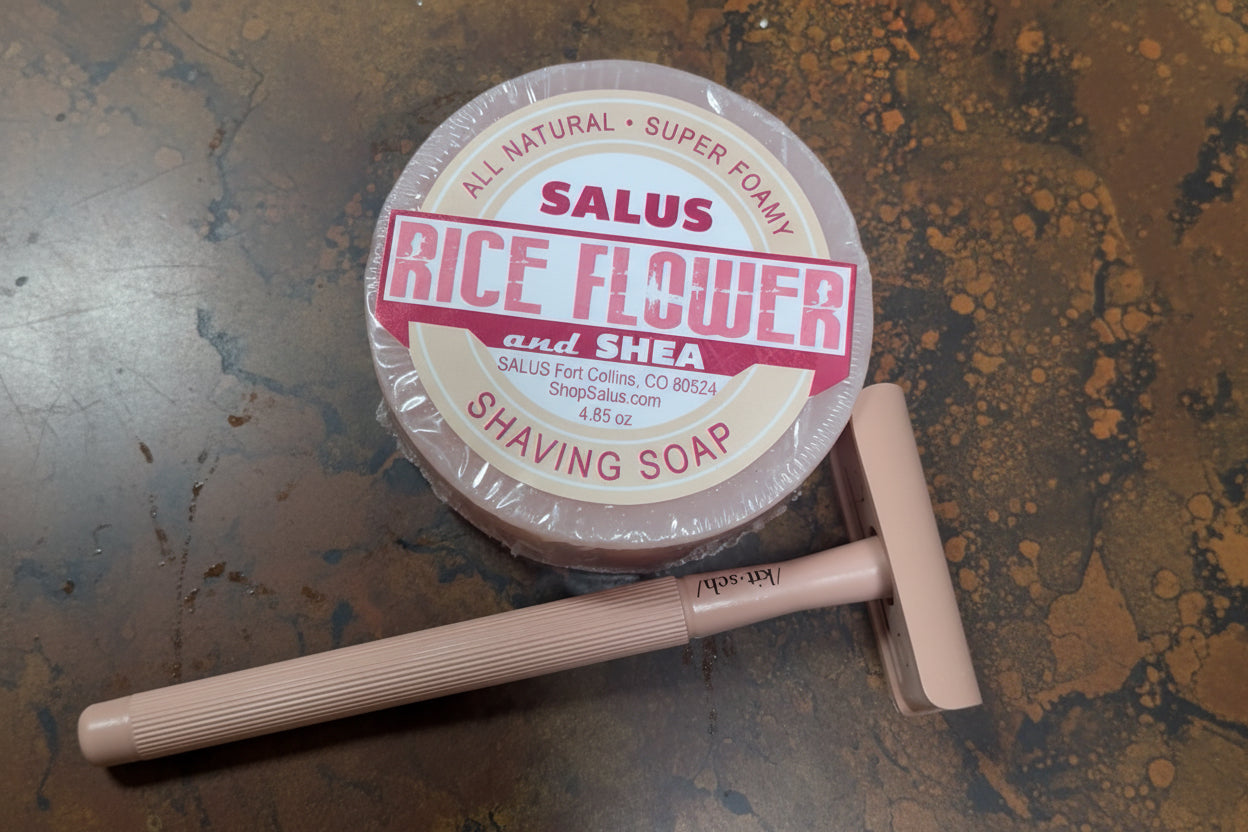 ALL NATURAL • SUPER FOAMY
SALUS
RICE FLOWER
and SHEA
SALUS Fort Collins, CO 80524
ShopSalus.com
4.85 oz
SHAVING SOAP
/kit·sch/